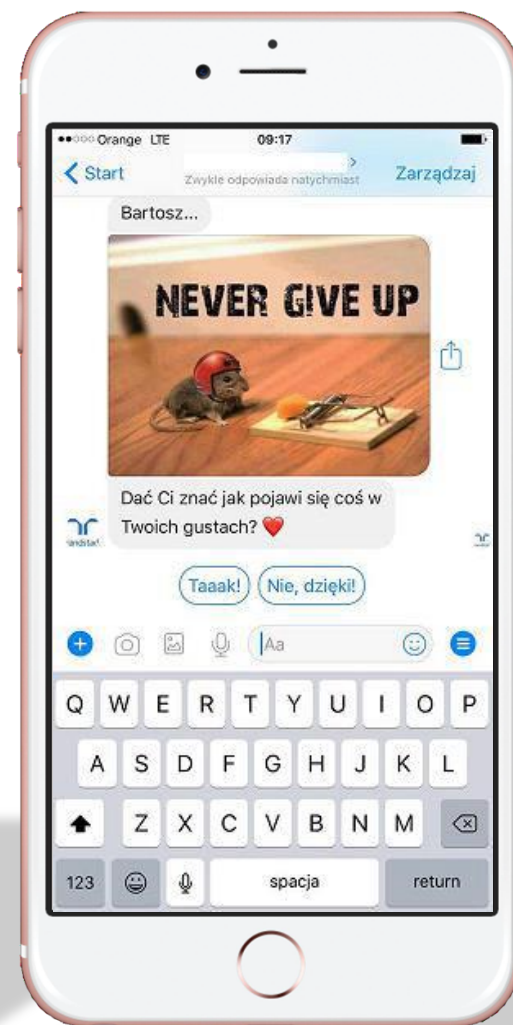 Orange LTE
09:17
Start
Zwykle odpowiada natychmiast
Zarządzaj
Bartosz...
NEVER GIVE UP
Dać Ci znać jak pojawi się coś w
Twoich gustach? ❤️
randstad
Taaak!
Nie, dzięki!
Aa
Q W E R T Y U I O P
A S D F G H J K L
Z X C V B N M
123
spacja
return